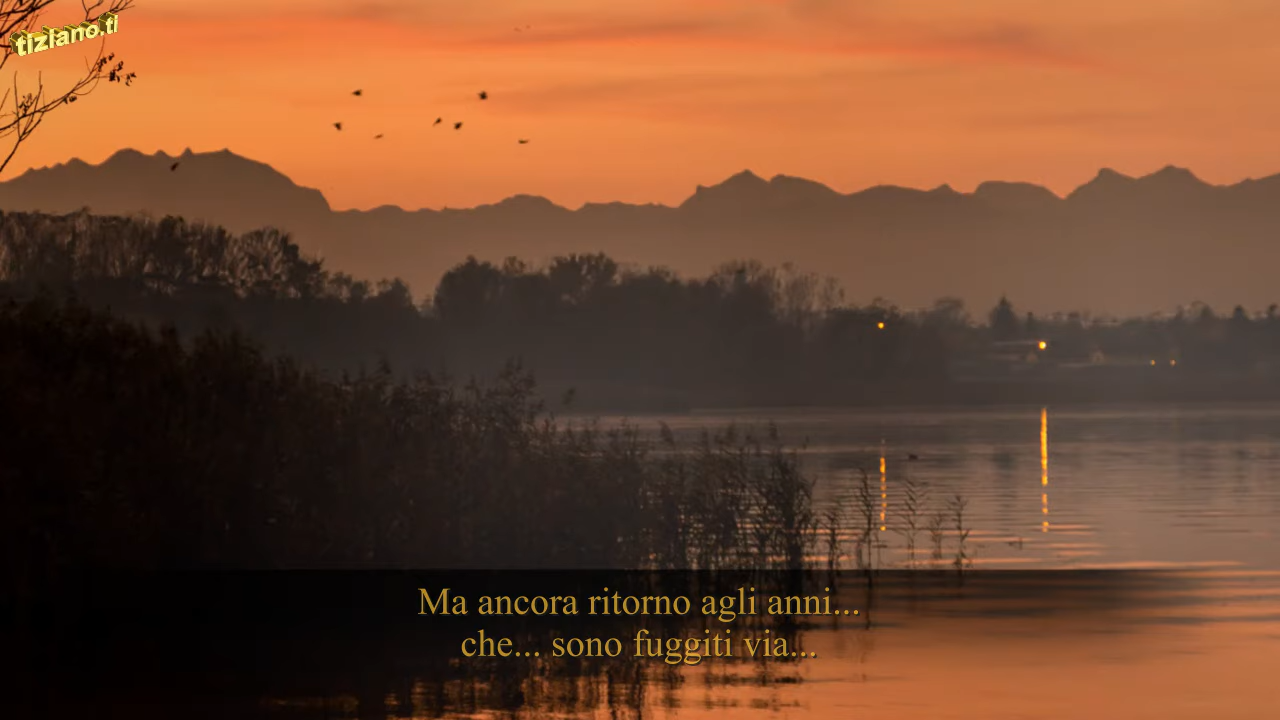 tiziano.ti
Ma ancora ritorno agli anni...
che... sono fuggiti via...